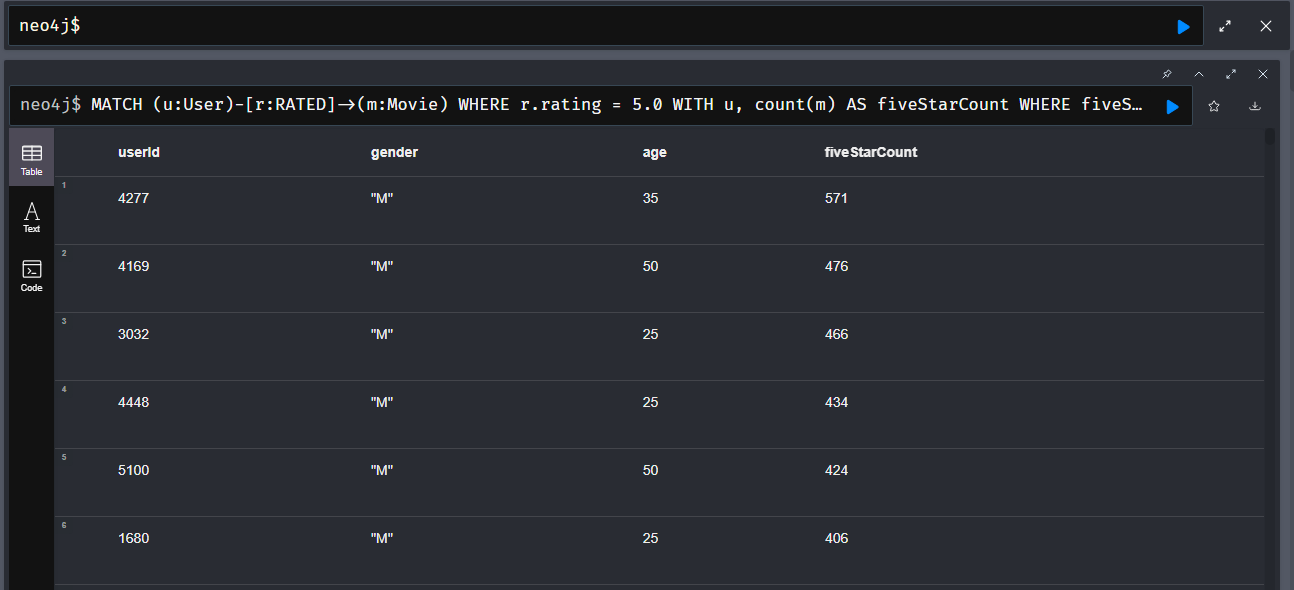 neo4j$
neo4j$ MATCH (u:User)-[r:RATED]->(m:Movie) WHERE r.rating = 5.0 WITH u, count(m) AS fiveStarCount WHERE fiveS…
Table
Text
Code
userId gender age fiveStarCount
1 4277 "M" 35 571
2 4169 "M" 50 476
3 3032 "M" 25 466
4 4448 "M" 25 434
5 5100 "M" 50 424
6 1680 "M" 25 406